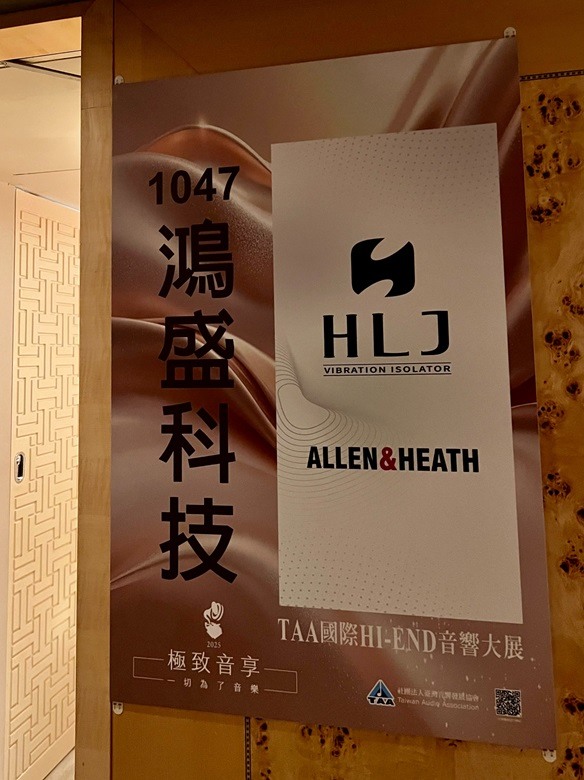 1047
鴻盛科技
HLJ
VIBRATION ISOLATOR
ALLEN&HEATH
2025
極致音享
一切為了音樂
TAA國際HI-END音響大展
TAA
Taiwan Audio Association